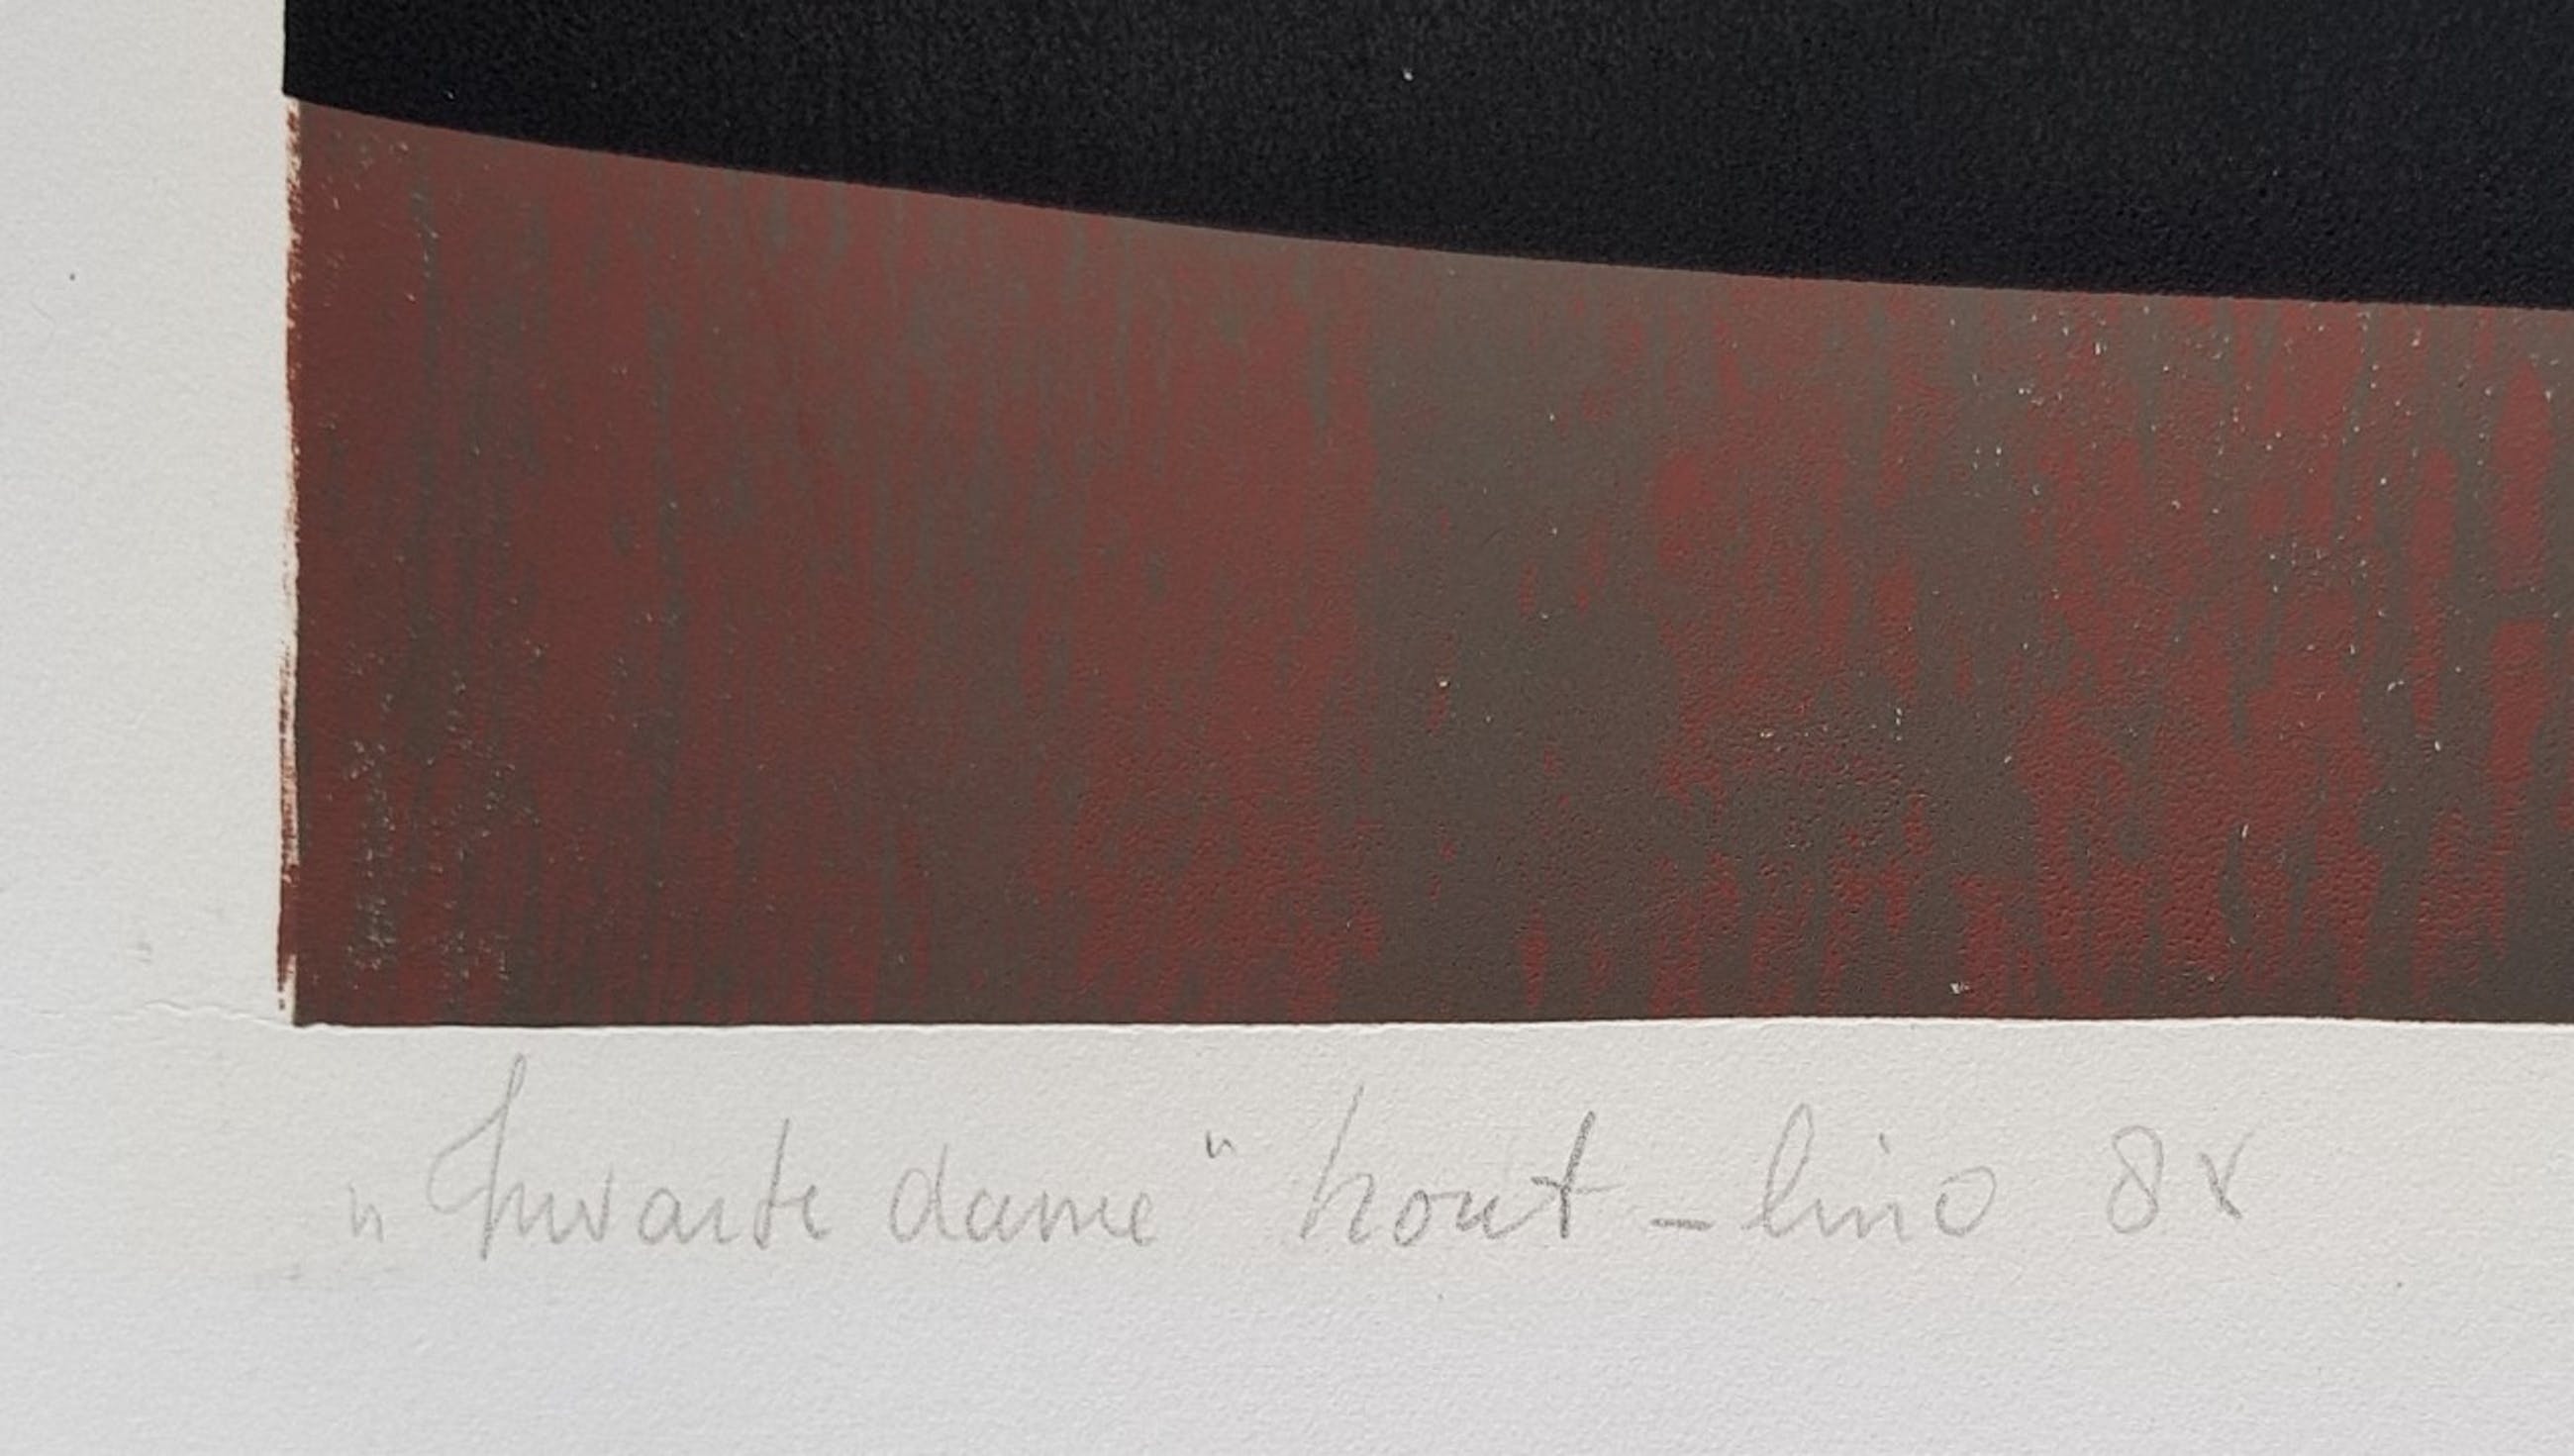 „Zwarte dame" hout - lino 8x